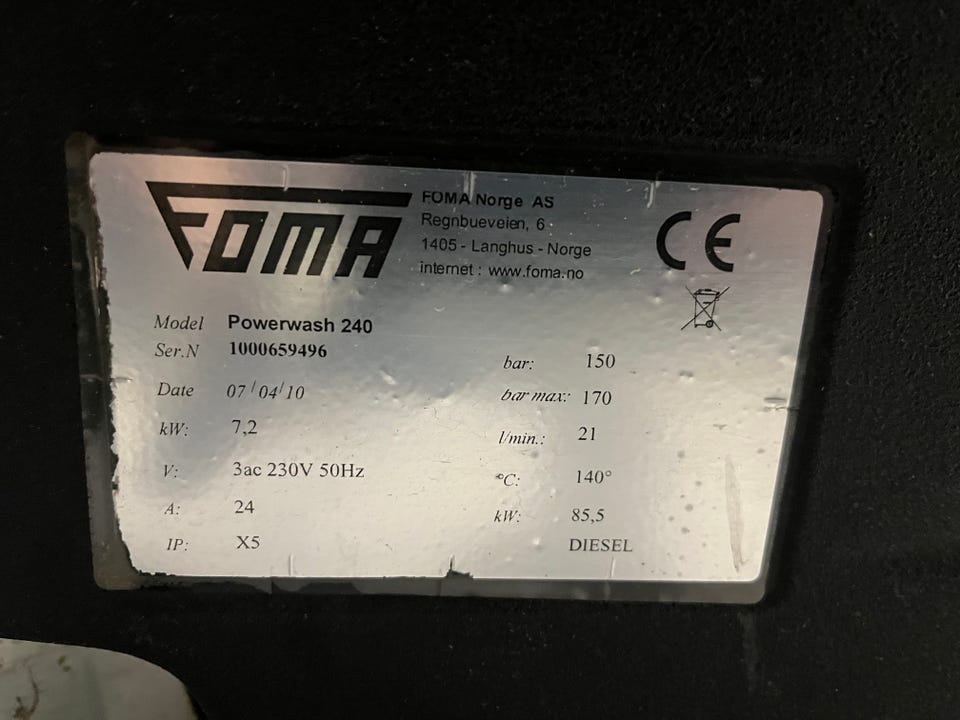 FOMA
FOMA Norge AS
Regnbueveien, 6
1405 - Langhus - Norge
internet : www.foma.no
CE
Model Powerwash 240
Ser.N 1000659496
Date 07/04/10
kW: 7,2
V: 3ac 230V 50Hz
A: 24
IP: X5
bar: 150
bar max: 170
l/min.: 21
°C: 140°
kW: 85,5
DIESEL